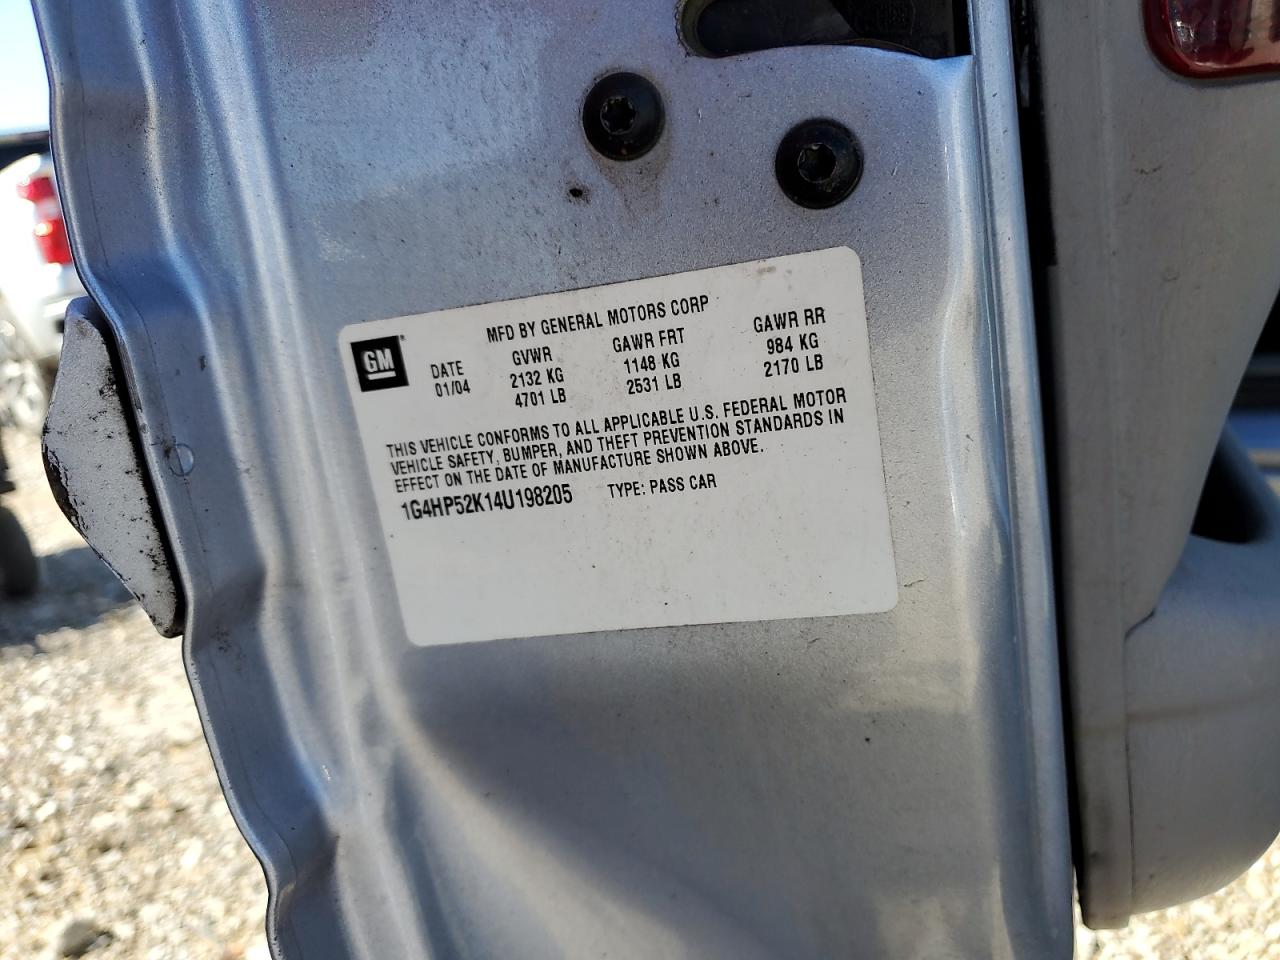 MFD BY GENERAL MOTORS CORP
GM
DATE GVWR GAWR FRT GAWR RR
01/04 2132 KG 1148 KG 984 KG
4701 LB 2531 LB 2170 LB
THIS VEHICLE CONFORMS TO ALL APPLICABLE U.S. FEDERAL MOTOR
VEHICLE SAFETY, BUMPER, AND THEFT PREVENTION STANDARDS IN
EFFECT ON THE DATE OF MANUFACTURE SHOWN ABOVE.
1G4HP52K14U198205 TYPE: PASS CAR